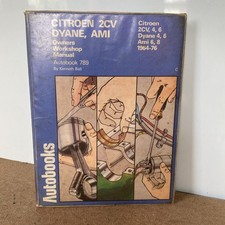 CITROEN 2CV
DYANE, AMI
Owners
Workshop
Manual
Autobook 789
By Kenneth Ball
Citroen
2CV, 4, 6
Dyane 4, 6
Ami 6, 8
1964-76
Autobooks